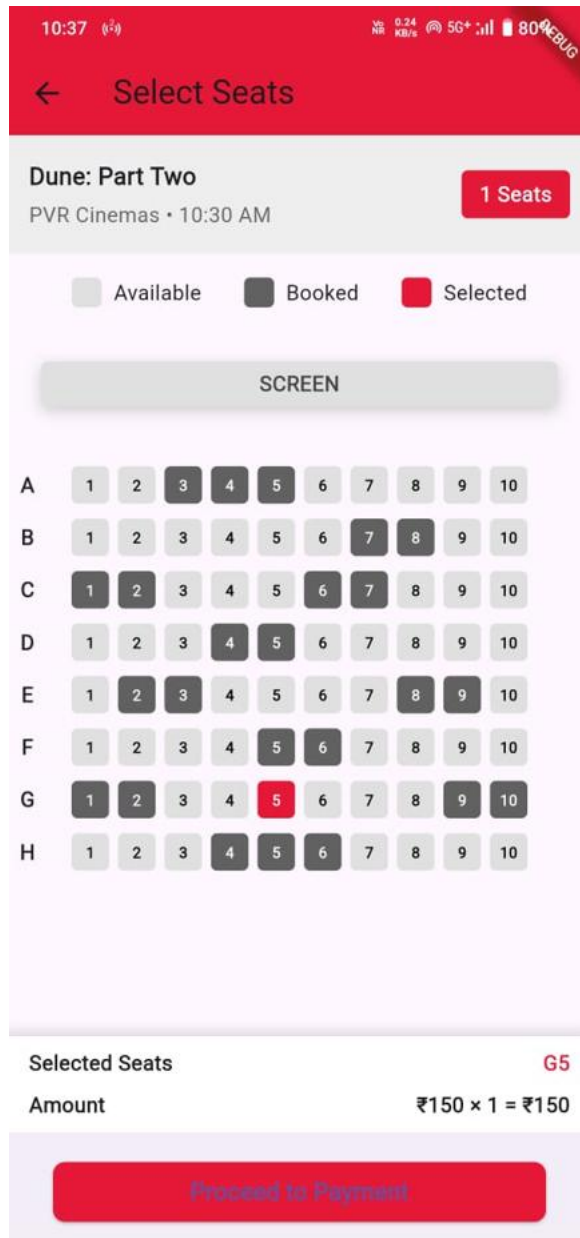 10:37 Vo NR 0.24 KB/s 5G+ 80% DEBUG
Select Seats
Dune: Part Two
PVR Cinemas • 10:30 AM
1 Seats
Available Booked Selected
SCREEN
A 1 2 3 4 5 6 7 8 9 10
B 1 2 3 4 5 6 7 8 9 10
C 1 2 3 4 5 6 7 8 9 10
D 1 2 3 4 5 6 7 8 9 10
E 1 2 3 4 5 6 7 8 9 10
F 1 2 3 4 5 6 7 8 9 10
G 1 2 3 4 5 6 7 8 9 10
H 1 2 3 4 5 6 7 8 9 10
Selected Seats G5
Amount ₹150 × 1 = ₹150
Proceed to Payment